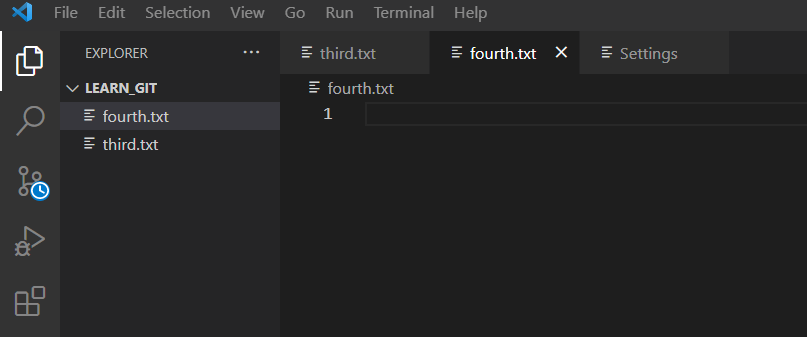 File Edit Selection View Go Run Terminal Help
EXPLORER ···
third.txt fourth.txt Settings
LEARN_GIT
fourth.txt
fourth.txt
1
third.txt